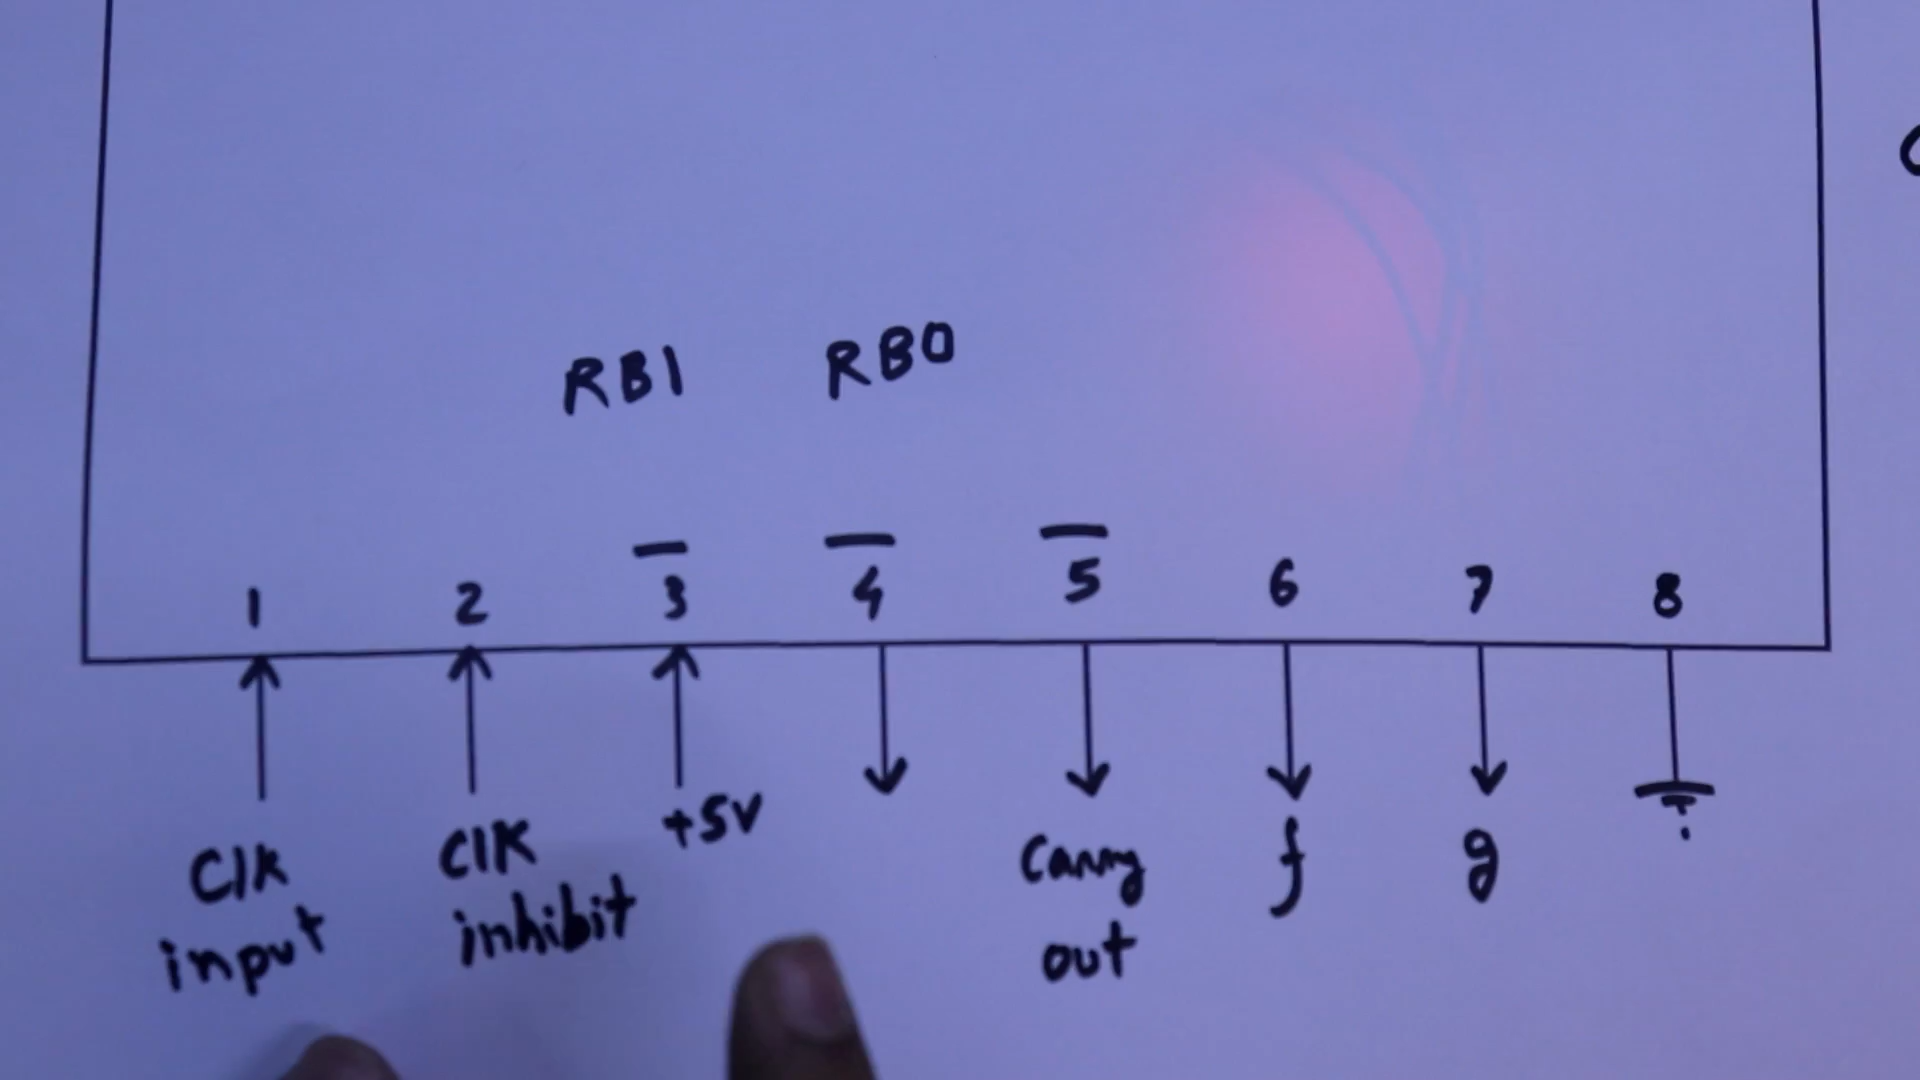 RBI RBO
1 2 3 4 5 6 7 8
Clk input
ClK inhibit
+5V
Carry out
f
g